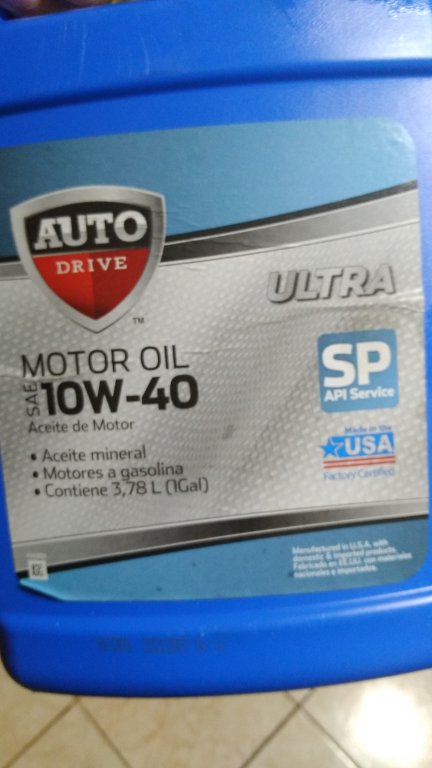 AUTO
DRIVE
TM
ULTRA
MOTOR OIL
SAE 10W-40
Aceite de Motor
• Aceite mineral
• Motores a gasolina
• Contiene 3,78 L (1Gal)
SP
API Service
Made in the
USA
Factory Certified
Manufactured in U.S.A. with
domestic & imported products.
Fabricado en EE.UU. con materiales
nacionales e importados.